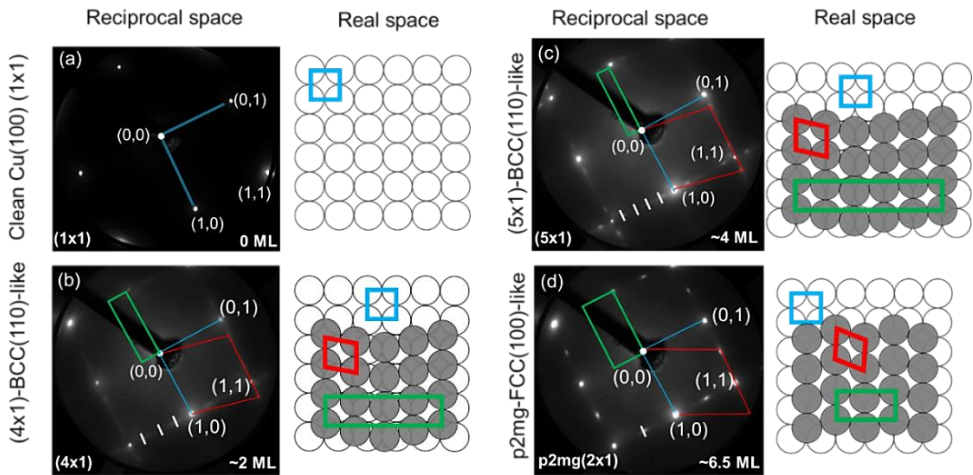 Reciprocal space
Real space
Reciprocal space
Real space
Clean Cu(100) (1x1)
(a)
(0,1)
(0,0)
(1,1)
(1,0)
(1x1)
0 ML
(5x1)-BCC(110)-like
(c)
(0,1)
(0,0)
(1,1)
(1,0)
(5x1)
~4 ML
(4x1)-BCC(110)-like
(b)
(0,1)
(0,0)
(1,1)
(1,0)
(4x1)
~2 ML
p2mg-FCC(100)-like
(d)
(0,1)
(0,0)
(1,1)
(1,0)
p2mg(2x1)
~6.5 ML